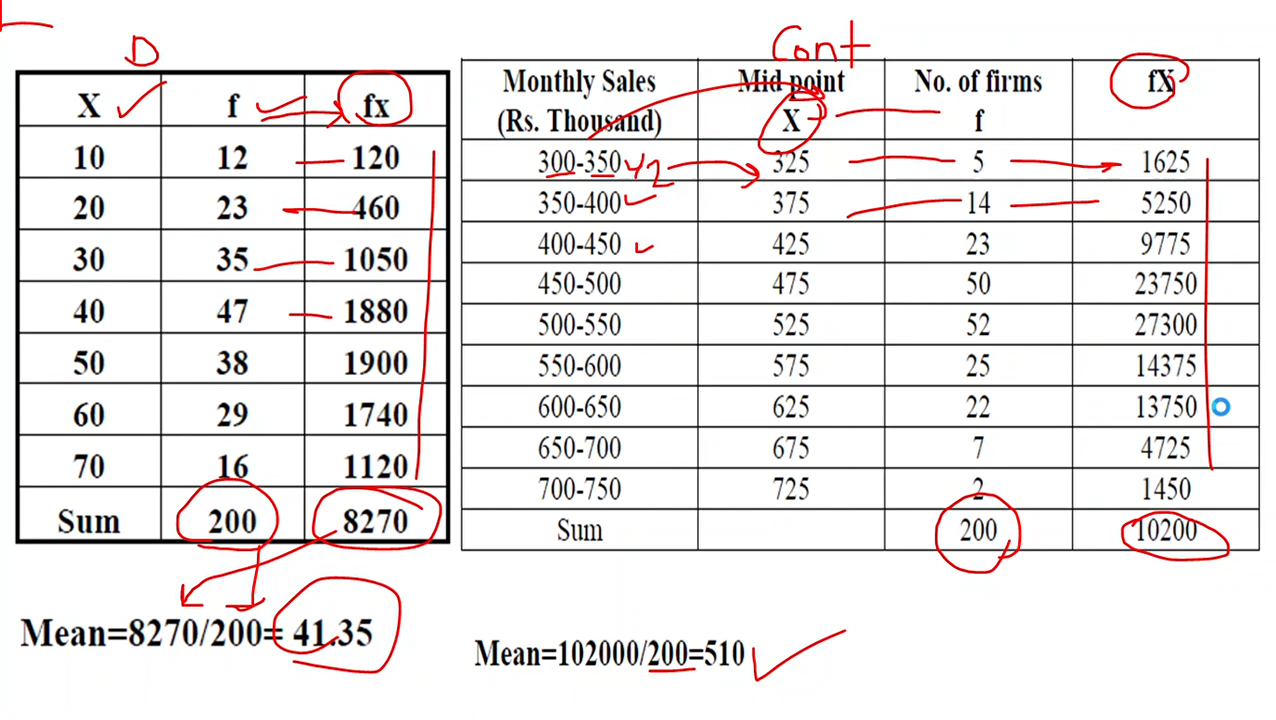 D
X f fx
10 12 120
20 23 460
30 35 1050
40 47 1880
50 38 1900
60 29 1740
70 16 1120
Sum 200 8270
Mean=8270/200= 41.35
Cont
Monthly Sales Mid point No. of firms fX
(Rs. Thousand) X f
300-350 /2 325 5 1625
350-400 375 14 5250
400-450 425 23 9775
450-500 475 50 23750
500-550 525 52 27300
550-600 575 25 14375
600-650 625 22 13750
650-700 675 7 4725
700-750 725 2 1450
Sum 200 10200
Mean=102000/200=510